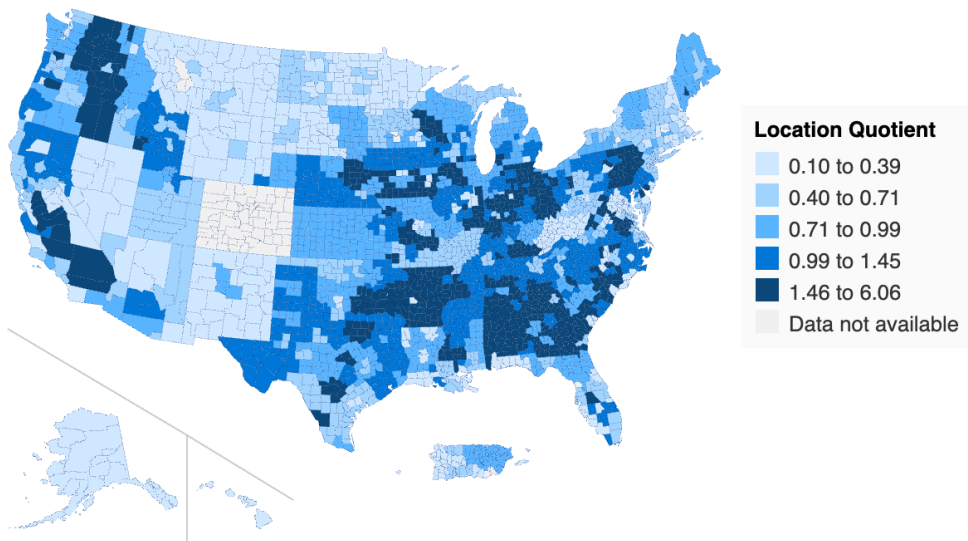 Location Quotient
0.10 to 0.39
0.40 to 0.71
0.71 to 0.99
0.99 to 1.45
1.46 to 6.06
Data not available